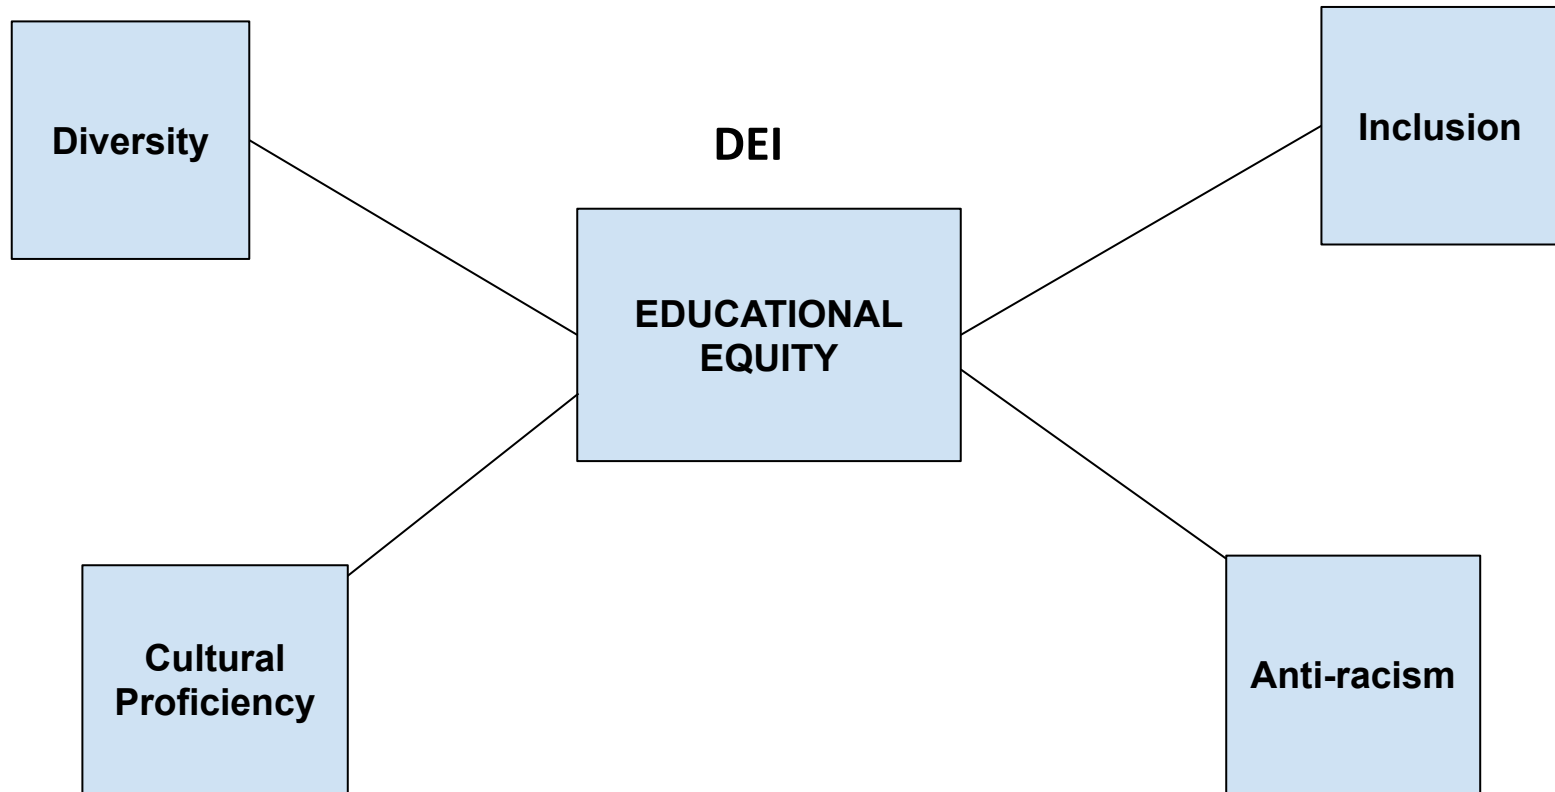 Diversity
DEI
Inclusion
EDUCATIONAL
EQUITY
Cultural
Proficiency
Anti-racism